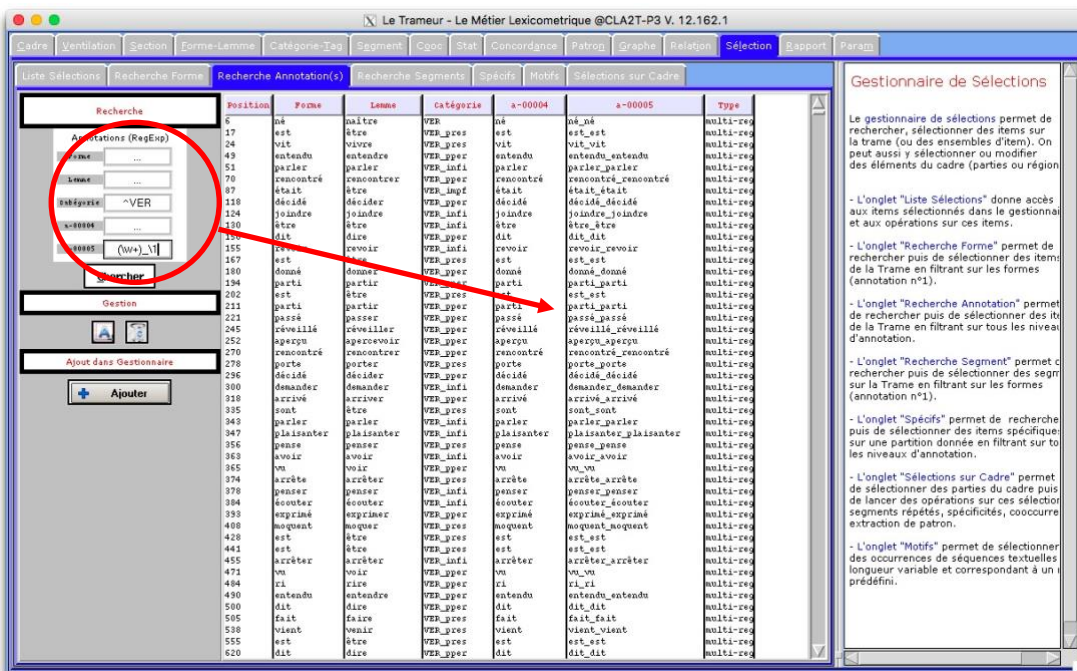 Le Trameur - Le Métier Lexicometrique @CLA2T-P3 V. 12.162.1
Cadre Ventilation Section Forme-Lemme Catégorie-Tag Segment Cooc Stat Concordance Patron Graphe Relation Sélection Rapport Param
Liste Sélections Recherche Forme Recherche Annotation(s) Recherche Segments Spécifs Motifs Sélections sur Cadre
Recherche
Annotations (RegExp)
Forme ...
Lemme ...
Catégorie ^VER
a-00004 ...
a-00005 (\w+)_\1
Chercher
Gestion
Ajout dans Gestionnaire
Ajouter
Position Forme Lemme Catégorie a-00004 a-00005 Type
6 né naître VER né né_né multi-reg
17 est être VER_pres est est_est multi-reg
24 vit vivre VER_pres vit vit_vit multi-reg
49 entendu entendre VER_pper entendu entendu_entendu multi-reg
51 parler parler VER_infi parler parler_parler multi-reg
70 rencontré rencontrer VER_pper rencontré rencontré_rencontré multi-reg
87 était être VER_impf était était_était multi-reg
118 décidé décider VER_pper décidé décidé_décidé multi-reg
124 joindre joindre VER_infi joindre joindre_joindre multi-reg
130 être être VER_infi être être_être multi-reg
150 dit dire VER_pper dit dit_dit multi-reg
155 revoir revoir VER_infi revoir revoir_revoir multi-reg
167 est être VER_pres est est_est multi-reg
180 donné donner VER_pper donné donné_donné multi-reg
194 parti partir VER_pper parti parti_parti multi-reg
202 est être VER_pres est est_est multi-reg
211 parti partir VER_pper parti parti_parti multi-reg
221 passé passer VER_pper passé passé_passé multi-reg
245 réveillé réveiller VER_pper réveillé réveillé_réveillé multi-reg
252 aperçu apercevoir VER_pper aperçu aperçu_aperçu multi-reg
270 rencontré rencontrer VER_pper rencontré rencontré_rencontré multi-reg
278 porte porter VER_pres porte porte_porte multi-reg
296 décidé décider VER_pper décidé décidé_décidé multi-reg
300 demander demander VER_infi demander demander_demander multi-reg
318 arrivé arriver VER_pper arrivé arrivé_arrivé multi-reg
335 sont être VER_pres sont sont_sont multi-reg
343 parler parler VER_infi parler parler_parler multi-reg
347 plaisanter plaisanter VER_infi plaisanter plaisanter_plaisanter multi-reg
356 pense penser VER_pres pense pense_pense multi-reg
363 avoir avoir VER_infi avoir avoir_avoir multi-reg
365 vu voir VER_pper vu vu_vu multi-reg
374 arrête arrêter VER_pres arrête arrête_arrête multi-reg
378 penser penser VER_infi penser penser_penser multi-reg
384 écouter écouter VER_infi écouter écouter_écouter multi-reg
393 exprimé exprimer VER_pper exprimé exprimé_exprimé multi-reg
408 moquent moquer VER_pres moquent moquent_moquent multi-reg
428 est être VER_pres est est_est multi-reg
441 est être VER_pres est est_est multi-reg
455 arrêter arrêter VER_infi arrêter arrêter_arrêter multi-reg
471 vu voir VER_pper vu vu_vu multi-reg
484 ri rire VER_pper ri ri_ri multi-reg
490 entendu entendre VER_pper entendu entendu_entendu multi-reg
500 dit dire VER_pper dit dit_dit multi-reg
505 fait faire VER_pres fait fait_fait multi-reg
538 vient venir VER_pres vient vient_vient multi-reg
555 est être VER_pres est est_est multi-reg
620 dit dire VER_pper dit dit_dit multi-reg
Gestionnaire de Sélections
Le gestionnaire de sélections permet de
rechercher, sélectionner des items sur
la trame (ou des ensembles d'item). On
peut aussi y sélectionner ou modifier
des éléments du cadre (parties ou région
- L'onglet "Liste Sélections" donne accès
aux items sélectionnés dans le gestionnai
et aux opérations sur ces items.
- L'onglet "Recherche Forme" permet de
rechercher puis de sélectionner des items
de la Trame en filtrant sur les formes
(annotation n°1).
- L'onglet "Recherche Annotation" permet
de rechercher puis de sélectionner des ite
de la Trame en filtrant sur tous les niveau
d'annotation.
- L'onglet "Recherche Segment" permet d
rechercher puis de sélectionner des segm
sur la Trame en filtrant sur les formes
(annotation n°1).
- L'onglet "Spécifs" permet de recherche
puis de sélectionner des items spécifique
sur une partition donnée en filtrant sur to
les niveaux d'annotation.
- L'onglet "Sélections sur Cadre" permet
de sélectionner des parties du cadre puis
de lancer des opérations sur ces sélection
segments répétés, spécificités, cooccurre
extraction de patron.
- L'onglet "Motifs" permet de sélectionner
des occurrences de séquences textuelles
longueur variable et correspondant à un
prédéfini.